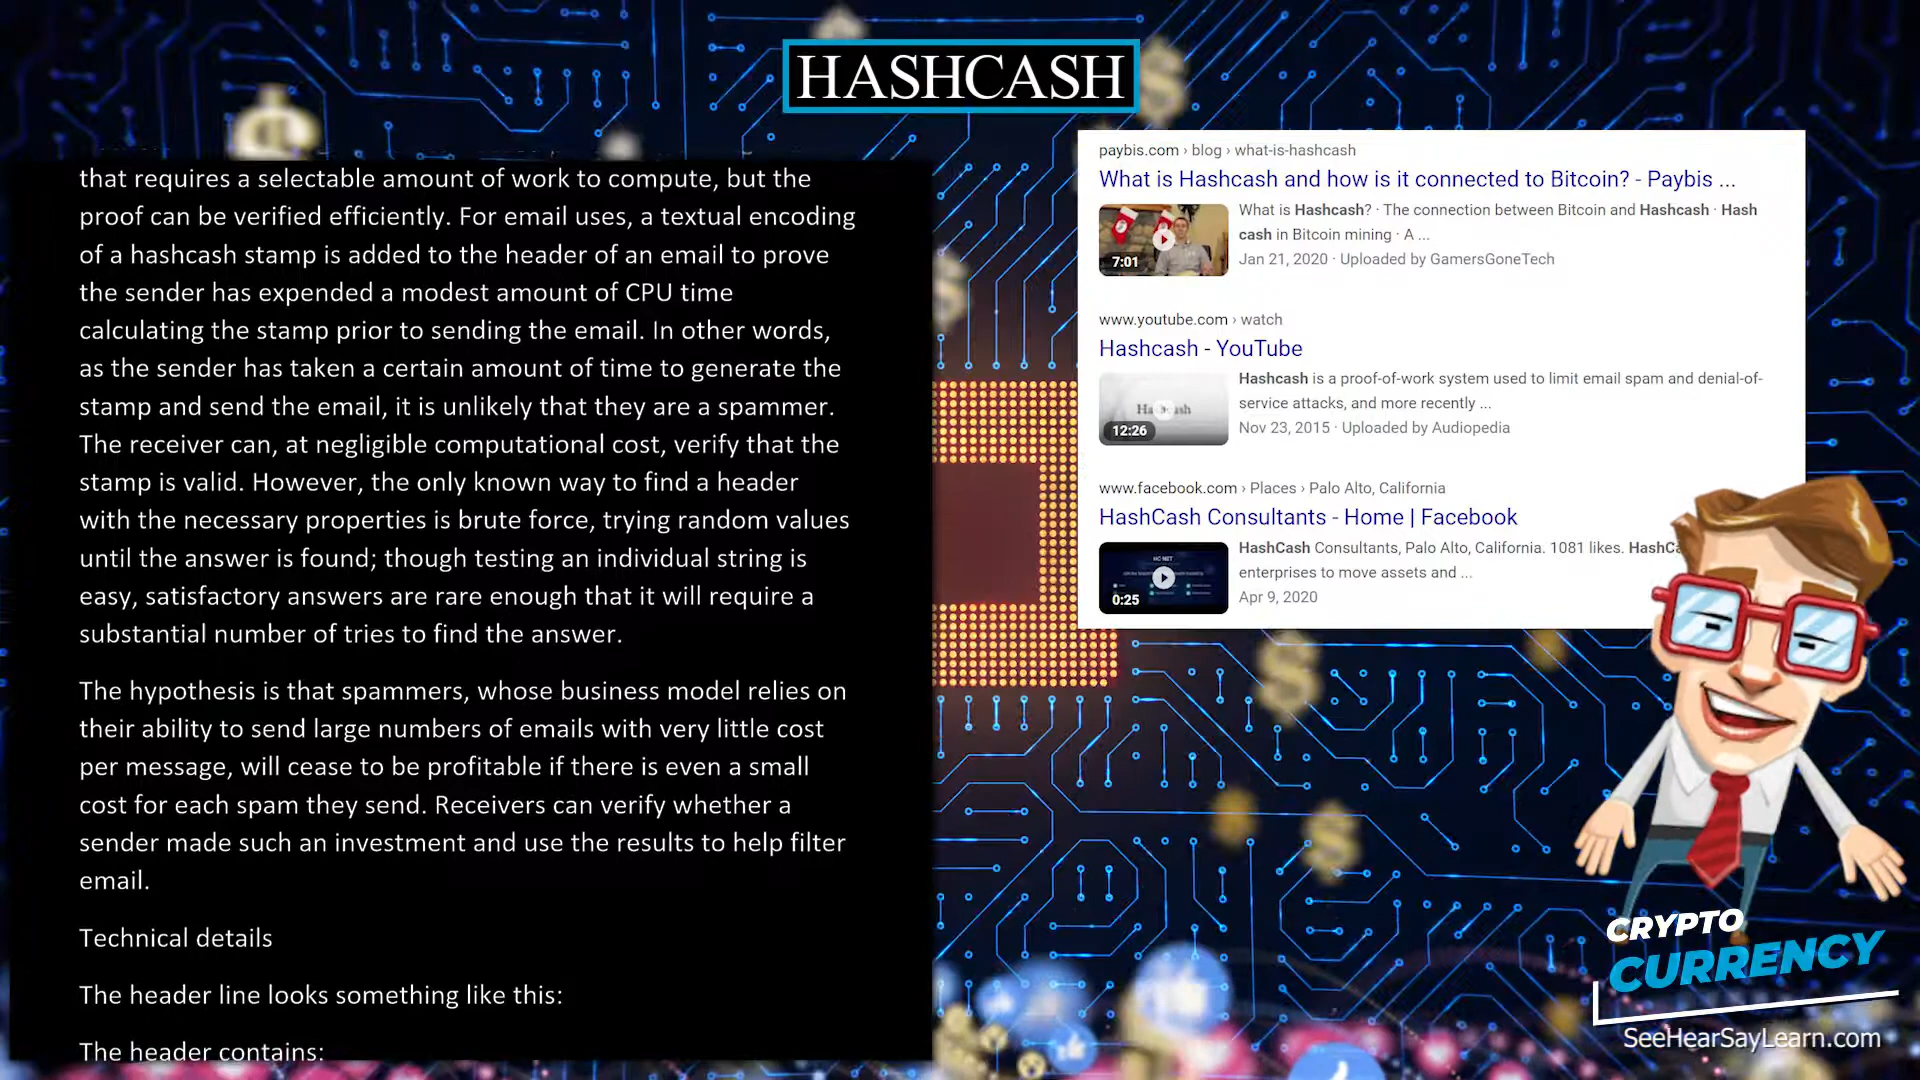 HASHCASH
that requires a selectable amount of work to compute, but the
proof can be verified efficiently. For email uses, a textual encoding
of a hashcash stamp is added to the header of an email to prove
the sender has expended a modest amount of CPU time
calculating the stamp prior to sending the email. In other words,
as the sender has taken a certain amount of time to generate the
stamp and send the email, it is unlikely that they are a spammer.
The receiver can, at negligible computational cost, verify that the
stamp is valid. However, the only known way to find a header
with the necessary properties is brute force, trying random values
until the answer is found; though testing an individual string is
easy, satisfactory answers are rare enough that it will require a
substantial number of tries to find the answer.
The hypothesis is that spammers, whose business model relies on
their ability to send large numbers of emails with very little cost
per message, will cease to be profitable if there is even a small
cost for each spam they send. Receivers can verify whether a
sender made such an investment and use the results to help filter
email.
Technical details
The header line looks something like this:
The header contains:
paybis.com › blog › what-is-hashcash
What is Hashcash and how is it connected to Bitcoin? - Paybis ...
What is Hashcash? · The connection between Bitcoin and Hashcash · Hash
cash in Bitcoin mining · A ...
7:01
Jan 21, 2020 · Uploaded by GamersGoneTech
www.youtube.com › watch
Hashcash - YouTube
Hashcash is a proof-of-work system used to limit email spam and denial-of-
service attacks, and more recently ...
12:26
Nov 23, 2015 · Uploaded by Audiopedia
www.facebook.com › Places › Palo Alto, California
HashCash Consultants - Home | Facebook
HashCash Consultants, Palo Alto, California. 1081 likes. HashCa
enterprises to move assets and ...
0:25
Apr 9, 2020
CRYPTO
CURRENCY
SeeHearSayLearn.com